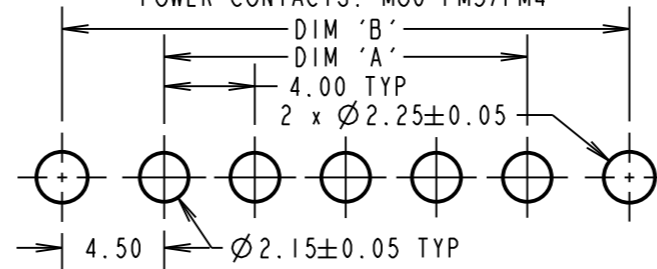 POWER CONTACTS: M80-PM57FM4
DIM 'B'
DIM 'A'
4.00 TYP
2 x Ø2.25±0.05
4.50
Ø2.15±0.05 TYP